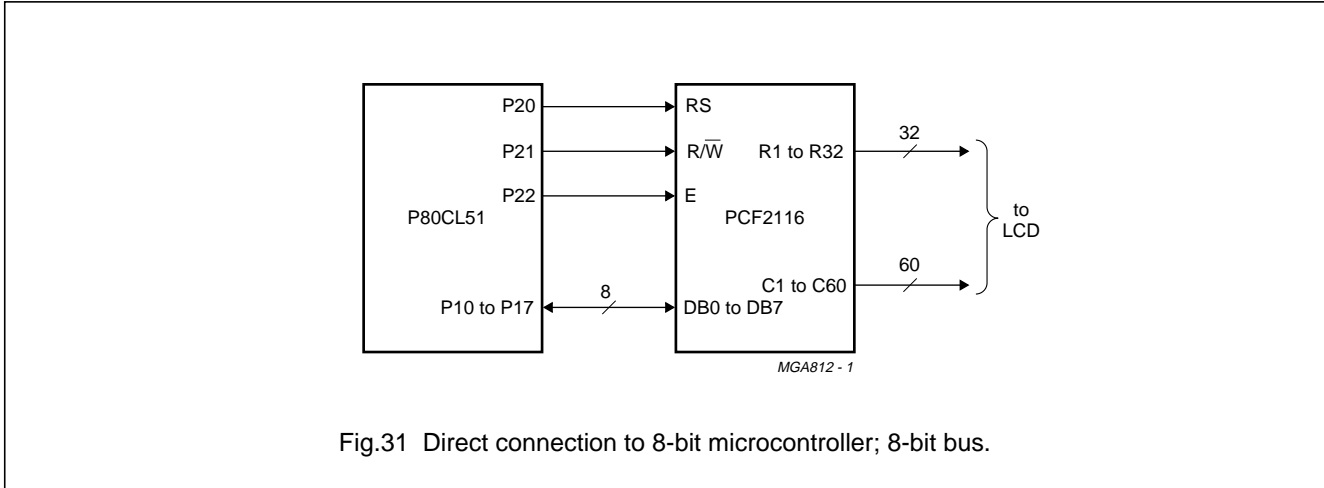 P20
RS
P21
R/W̅
R1 to R32
32
P22
E
P80CL51
PCF2116
to
LCD
C1 to C60
60
P10 to P17
8
DB0 to DB7
MGA812 - 1
Fig.31 Direct connection to 8-bit microcontroller; 8-bit bus.